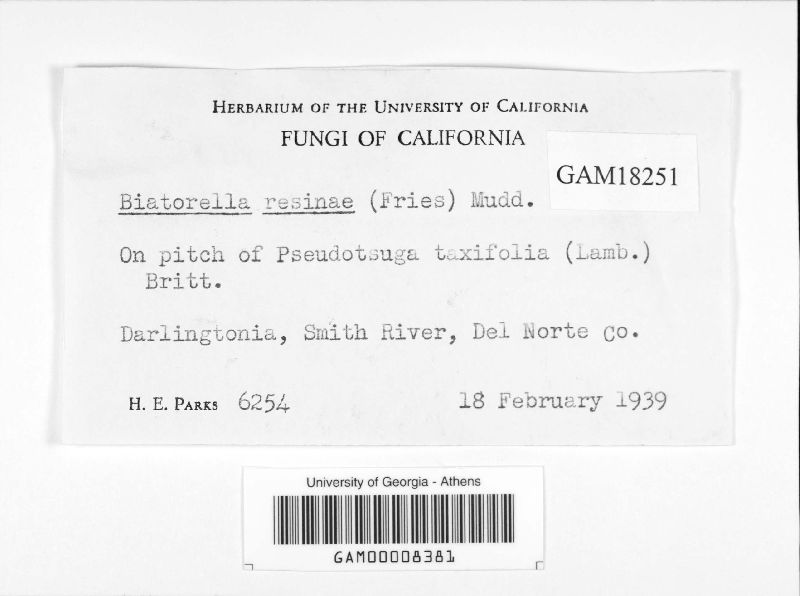 HERBARIUM OF THE UNIVERSITY OF CALIFORNIA
FUNGI OF CALIFORNIA
GAM18251
Biatorella resinae (Fries) Mudd.
On pitch of Pseudotsuga taxifolia (Lamb.)
Britt.
Darlingtonia, Smith River, Del Norte Co.
H. E. PARKS 6254 18 February 1939
University of Georgia - Athens
GAM00008381